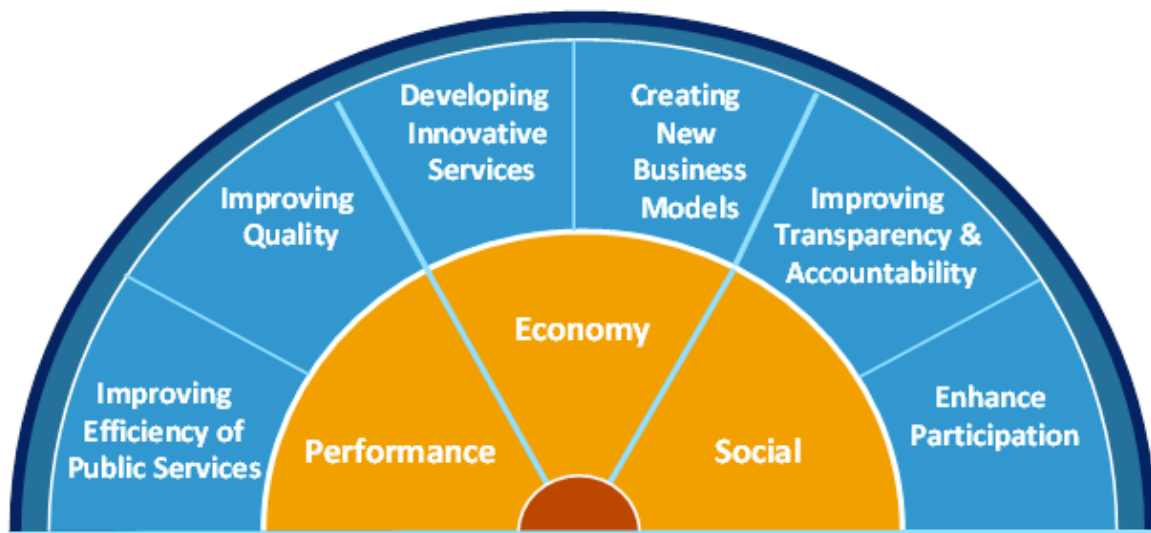 Developing
Innovative
Services
Creating
New
Business
Models
Improving
Quality
Improving
Transparency &
Accountability
Economy
Improving
Efficiency of
Public Services
Performance
Social
Enhance
Participation